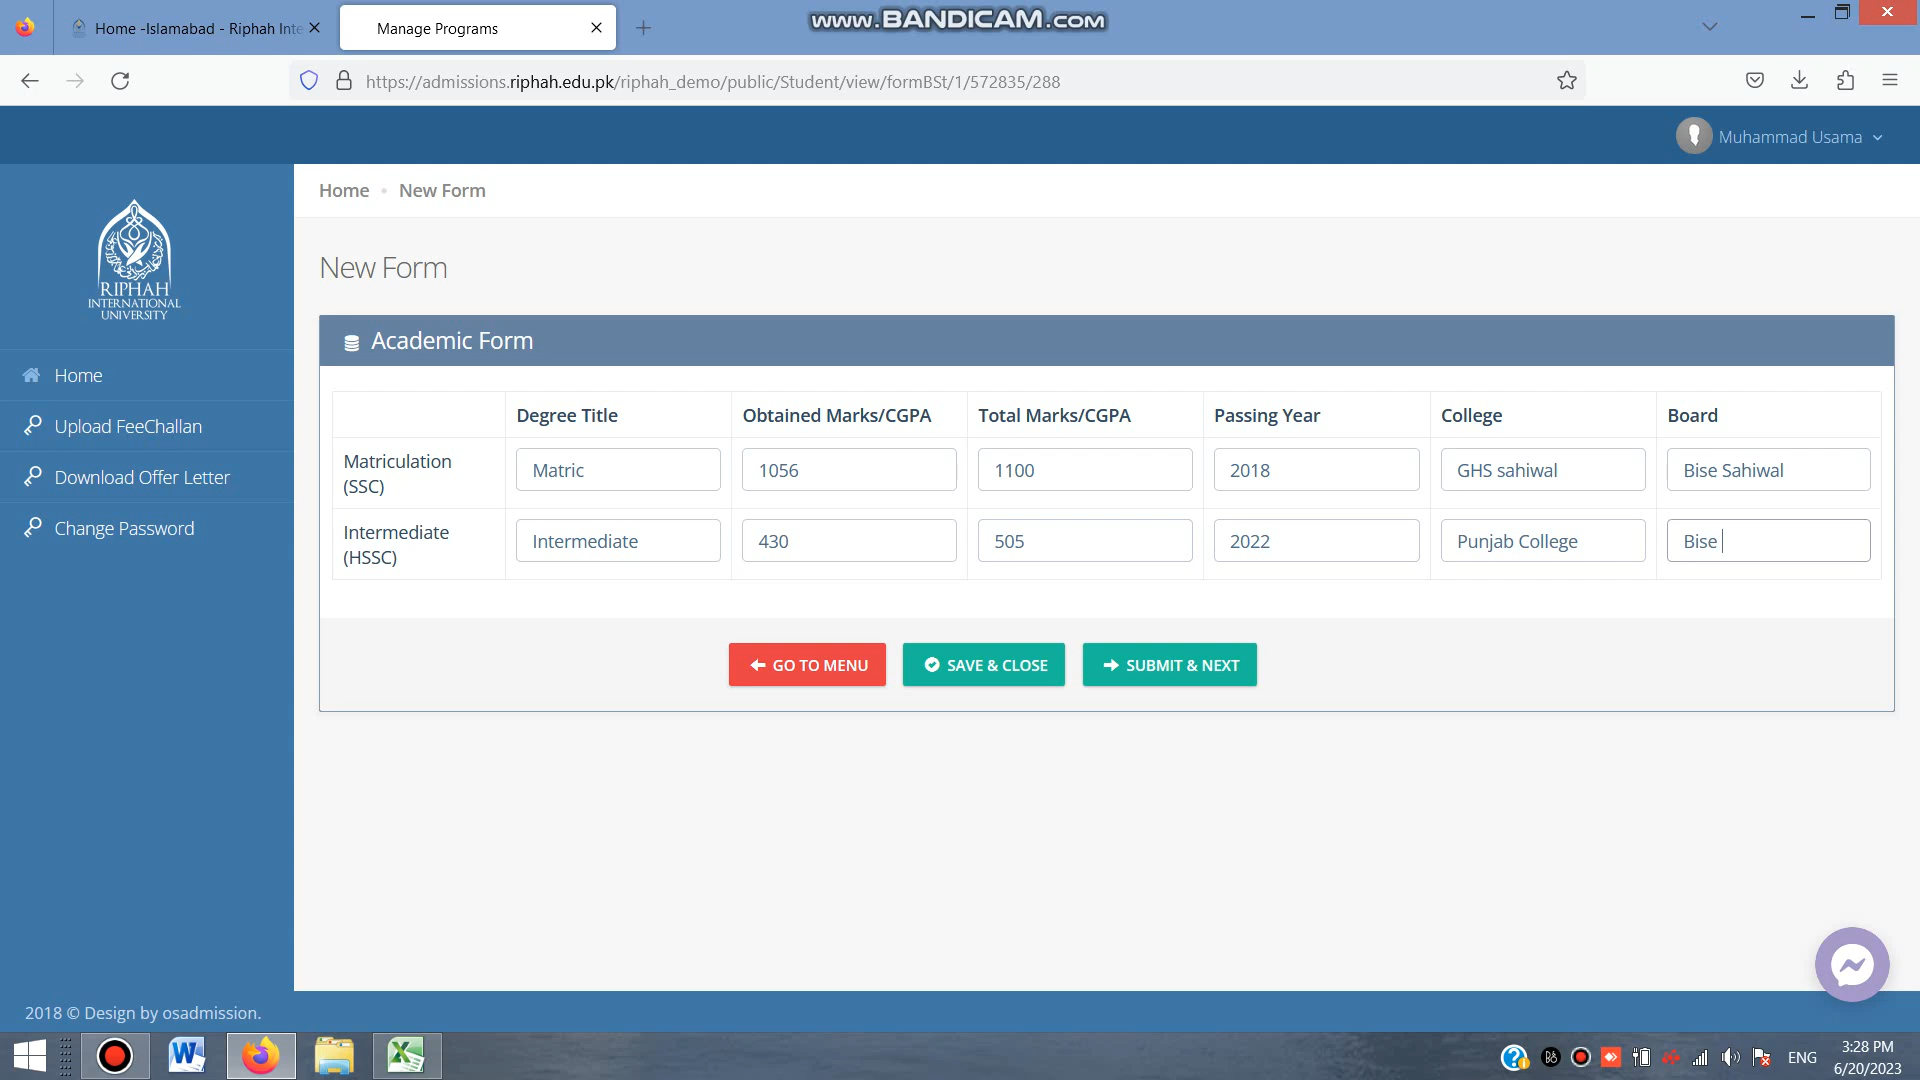 Home -Islamabad - Riphah Inte
Manage Programs
www.BANDICAM.com
https://admissions.riphah.edu.pk/riphah_demo/public/Student/view/formBSt/1/572835/288
Muhammad Usama
RIPHAH
INTERNATIONAL
UNIVERSITY
Home
Upload FeeChallan
Download Offer Letter
Change Password
Home • New Form
New Form
Academic Form
Degree Title Obtained Marks/CGPA Total Marks/CGPA Passing Year College Board
Matriculation (SSC) Matric 1056 1100 2018 GHS sahiwal Bise Sahiwal
Intermediate (HSSC) Intermediate 430 505 2022 Punjab College Bise
GO TO MENU SAVE & CLOSE SUBMIT & NEXT
2018 © Design by osadmission.
ENG
3:28 PM
6/20/2023